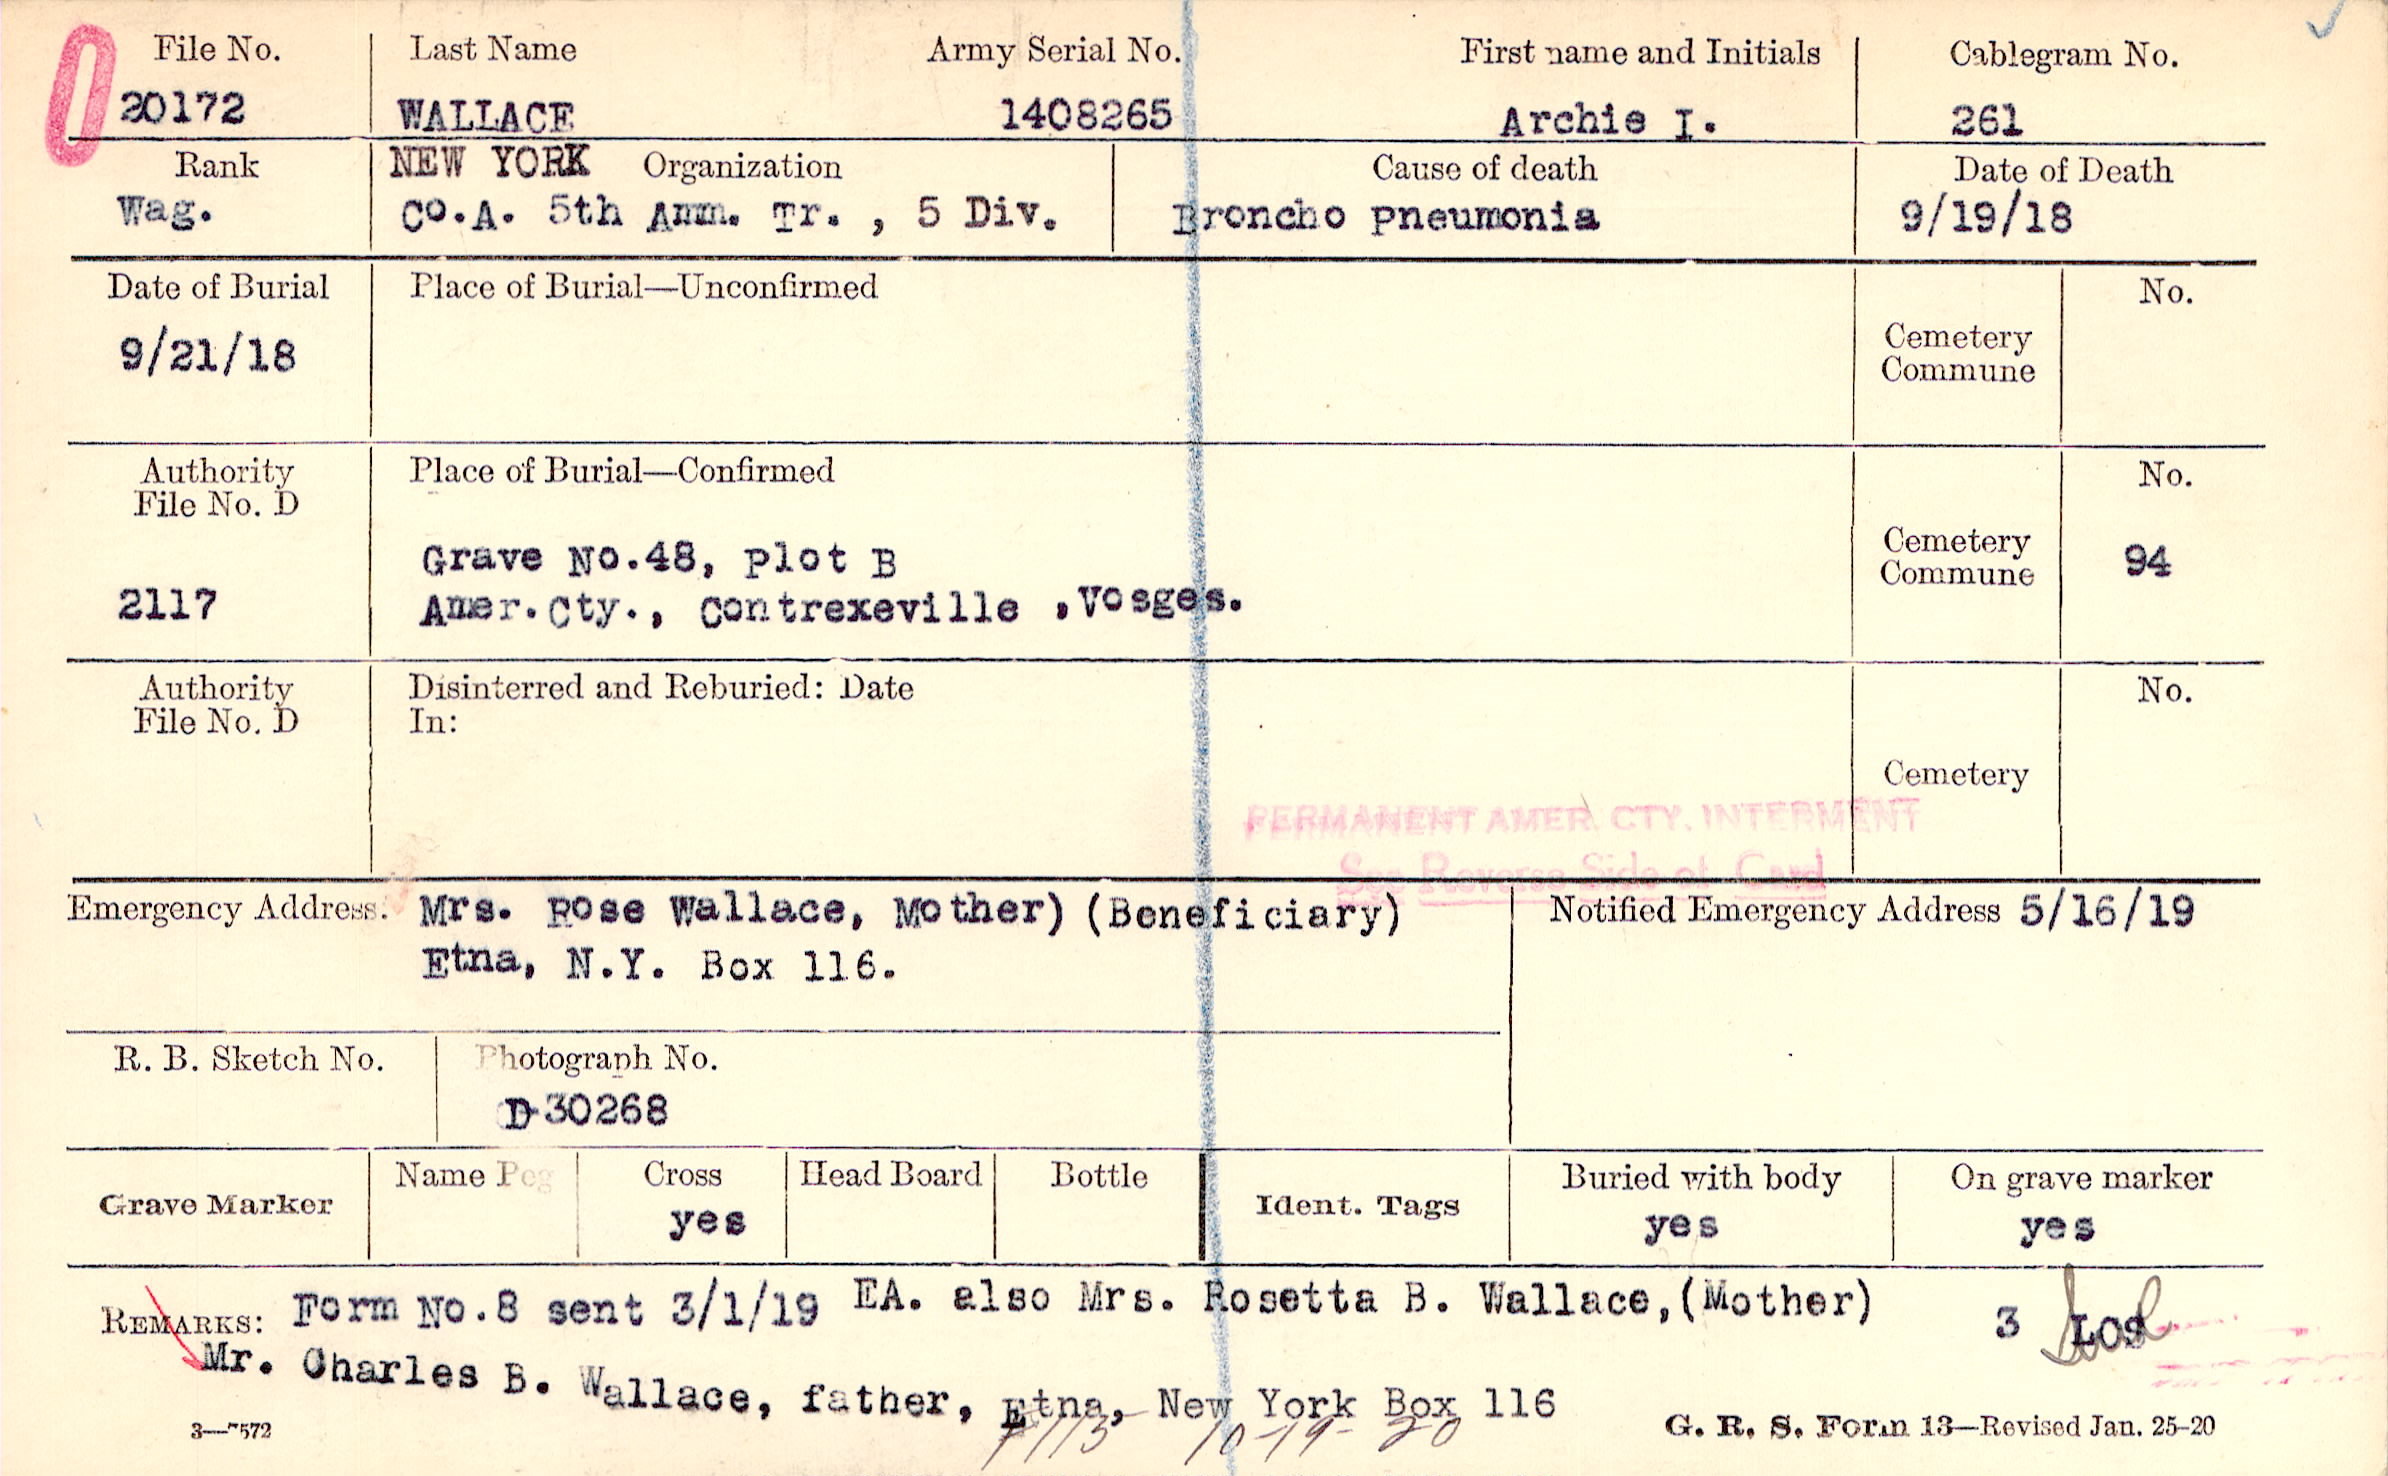 File No. Last Name Army Serial No. First name and Initials Cablegram No.
20172 WALLACE 1408265 Archie I. 261
Rank NEW YORK Organization Cause of death Date of Death
Wag. Co.A. 5th Amm. Tr. , 5 Div. Broncho pneumonia 9/19/18
Date of Burial Place of Burial—Unconfirmed No.
9/21/18
Cemetery
Commune
Authority Place of Burial—Confirmed No.
File No. D
Grave No.48, plot B
2117 Amer.Cty., Contrexeville ,Vosges.
Cemetery
Commune
94
Authority Disinterred and Reburied: Date No.
File No. D In:
Cemetery
PERMANENT AMER. CTY. INTERMENT
See Reverse Side of Card
Emergency Address: Mrs. Rose Wallace, Mother) (Beneficiary) Notified Emergency Address 5/16/19
Etna, N.Y. Box 116.
R. B. Sketch No. Photograph No.
D-30268
Grave Marker Name Peg Cross Head Board Bottle Ident. Tags Buried with body On grave marker
yes yes yes
REMARKS: Form No.8 sent 3/1/19 EA. also Mrs. Rosetta B. Wallace,(Mother) 3 LOS
Mr. Charles B. Wallace, father, Etna, New York Box 116
10-19-20
3—7572 G. R. S. Form 13—Revised Jan. 25-20